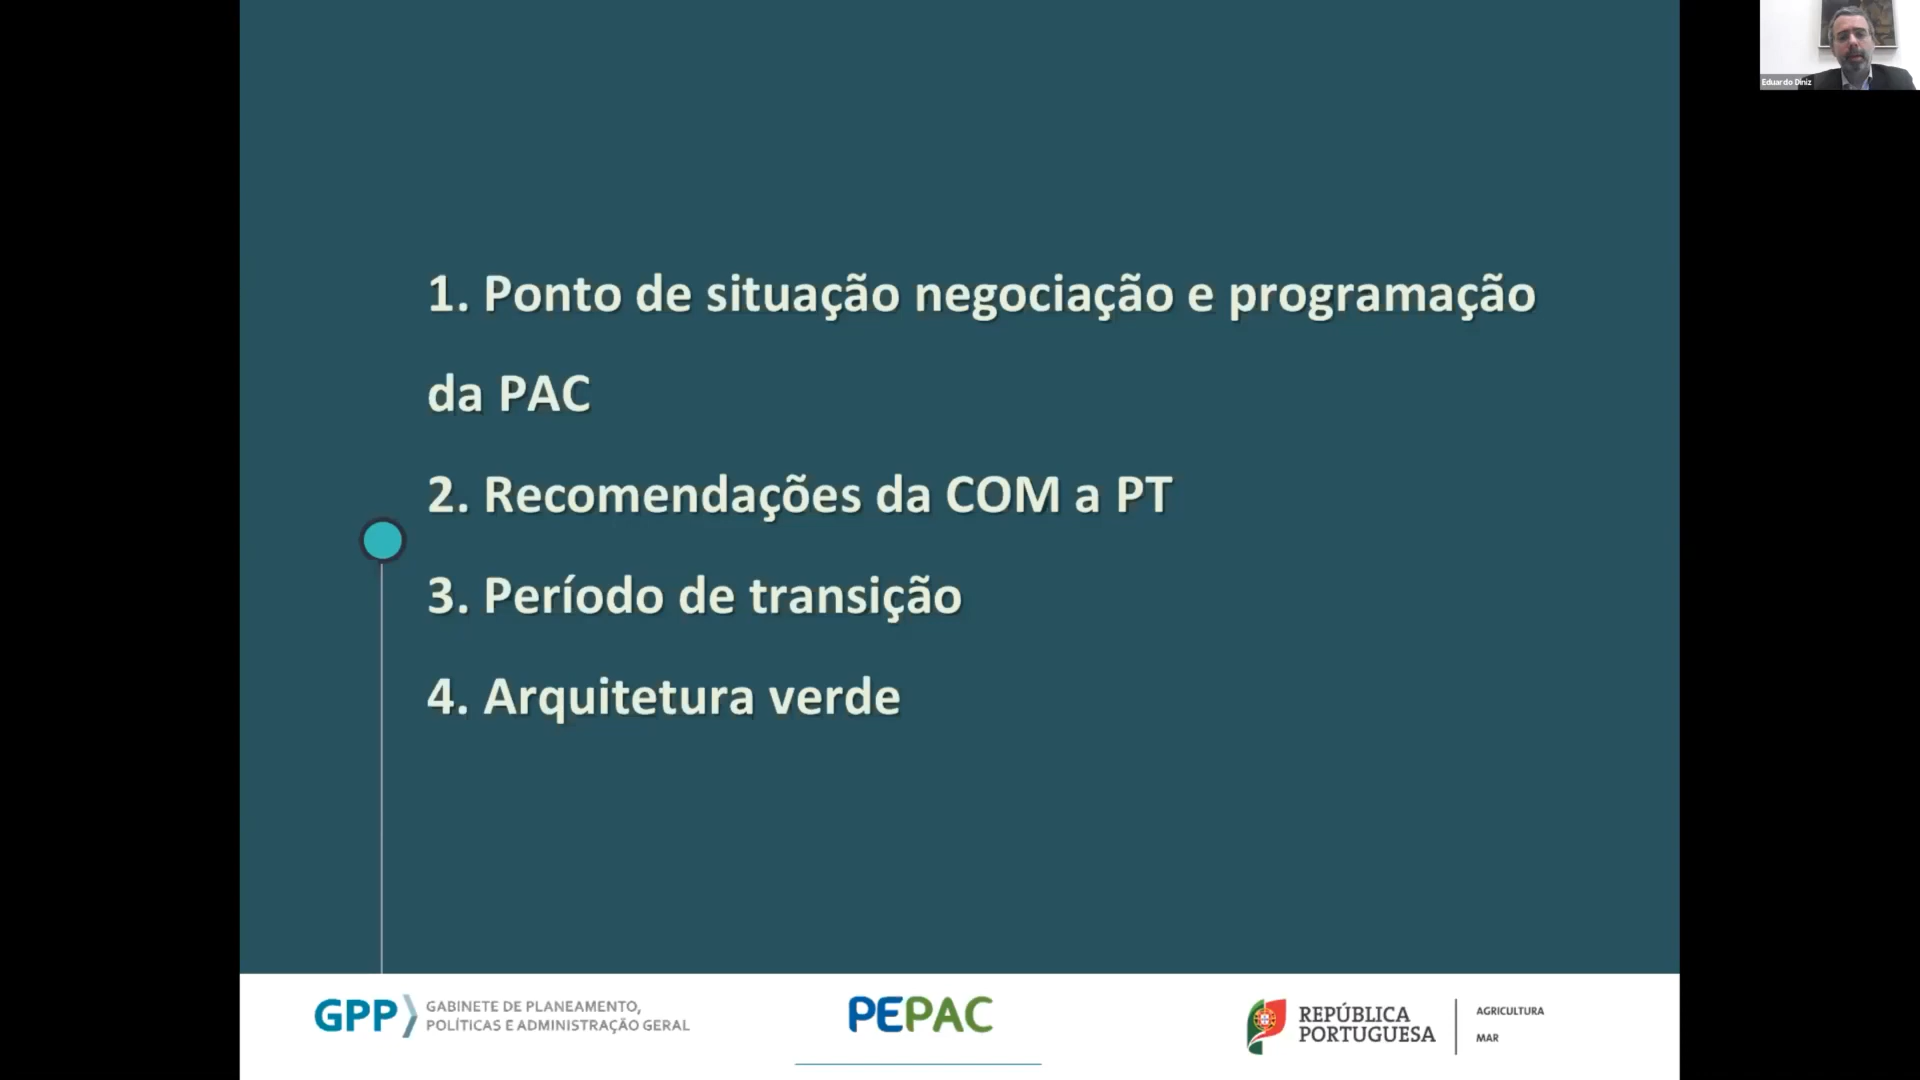 Eduardo Diniz
1. Ponto de situação negociação e programação
da PAC
2. Recomendações da COM a PT
3. Período de transição
4. Arquitetura verde
GPP
GABINETE DE PLANEAMENTO,
POLÍTICAS E ADMINISTRAÇÃO GERAL
PEPAC
REPÚBLICA
PORTUGUESA
AGRICULTURA
MAR